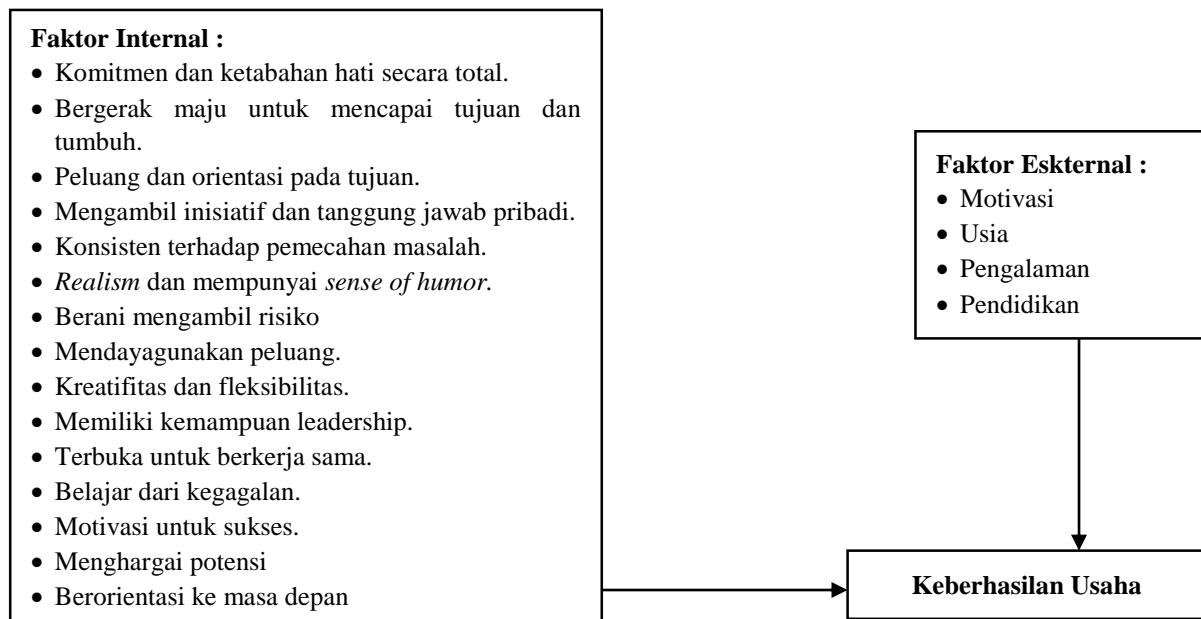 Faktor Internal :
• Komitmen dan ketabahan hati secara total.
• Bergerak maju untuk mencapai tujuan dan
tumbuh.
• Peluang dan orientasi pada tujuan.
• Mengambil inisiatif dan tanggung jawab pribadi.
• Konsisten terhadap pemecahan masalah.
• Realism dan mempunyai sense of humor.
• Berani mengambil risiko
• Mendayagunakan peluang.
• Kreatifitas dan fleksibilitas.
• Memiliki kemampuan leadership.
• Terbuka untuk berkerja sama.
• Belajar dari kegagalan.
• Motivasi untuk sukses.
• Menghargai potensi
• Berorientasi ke masa depan
Faktor Eskternal :
• Motivasi
• Usia
• Pengalaman
• Pendidikan
Keberhasilan Usaha